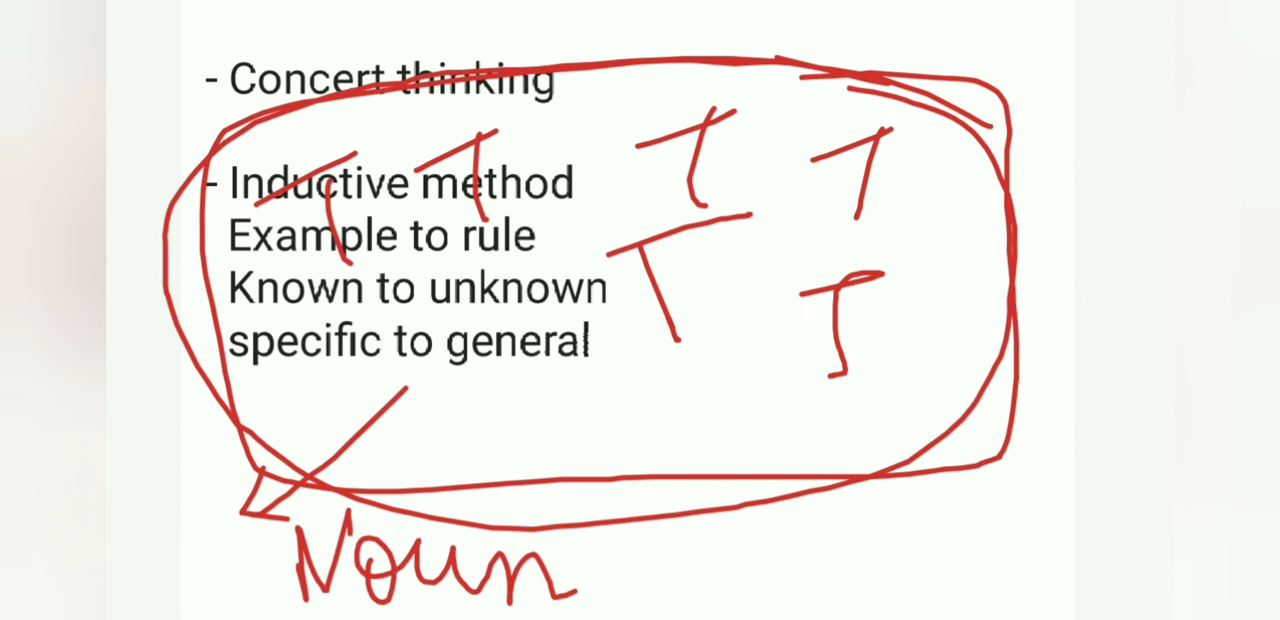 - Concert thinking
- Inductive method
Example to rule
Known to unknown
specific to general
Noun